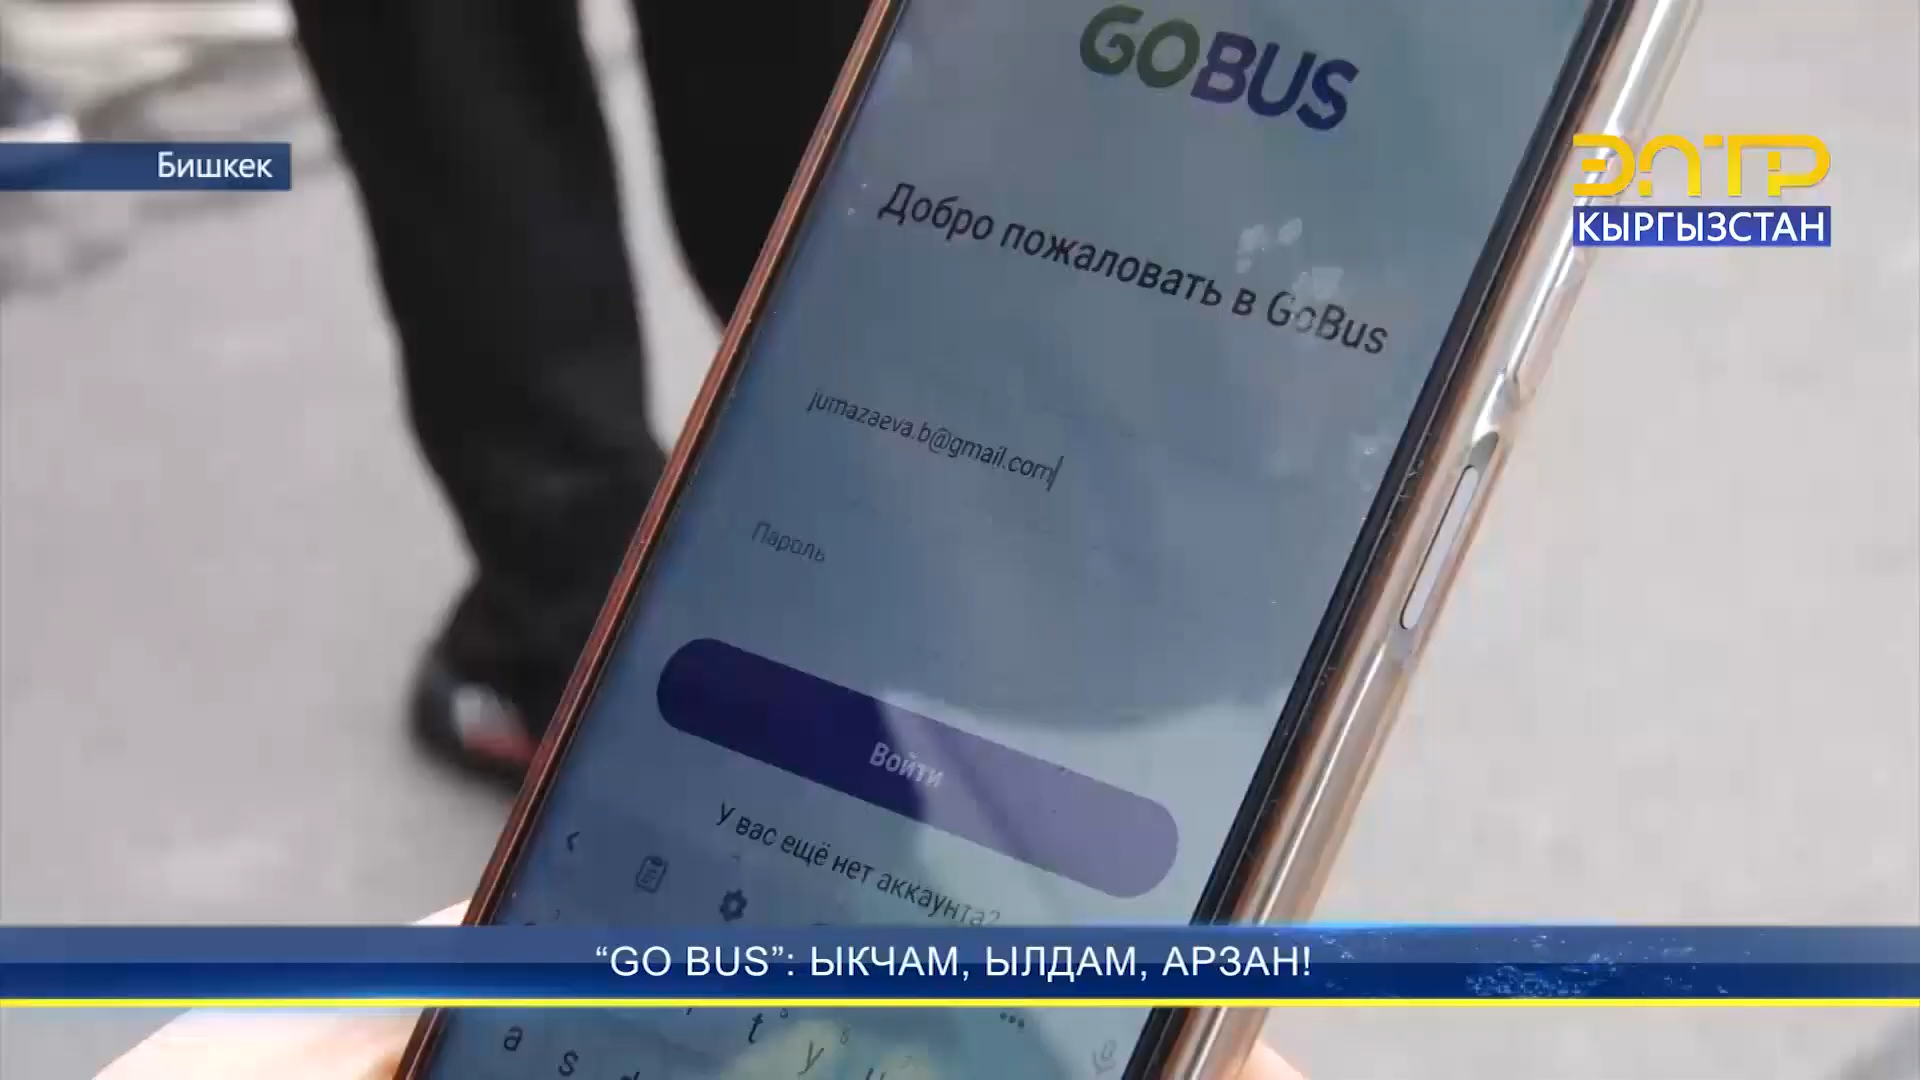 GOBUS
Бишкек
ЭЛТР
КЫРГЫЗСТАН
Добро пожаловать в GoBus
jumazaeva.b@gmail.com
Пароль
Войти
У вас ещё нет аккаунта?
“GO BUS”: ЫКЧАМ, ЫЛДАМ, АРЗАН!
t y
a s